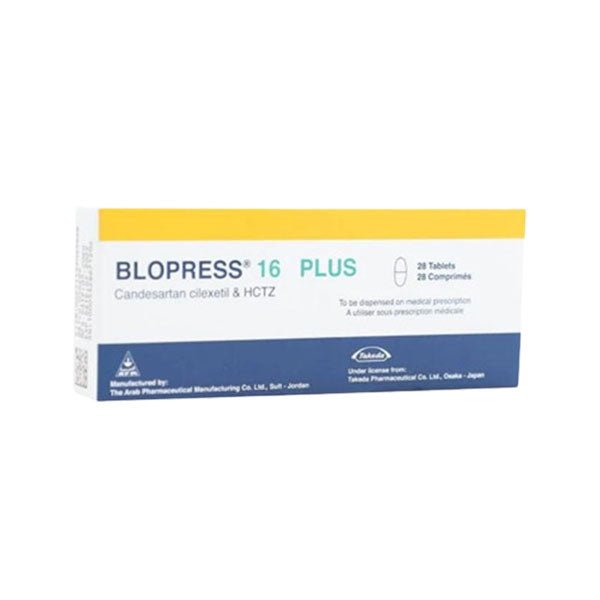 BLOPRESS® 16 PLUS
Candesartan cilexetil & HCTZ
28 Tablets
28 Comprimés
To be dispensed on medical prescription
A utiliser sous prescription médicale
Manufactured by:
The Arab Pharmaceutical Manufacturing Co. Ltd., Sult - Jordan
Takeda
Under license from:
Takeda Pharmaceutical Co. Ltd., Osaka - Japan